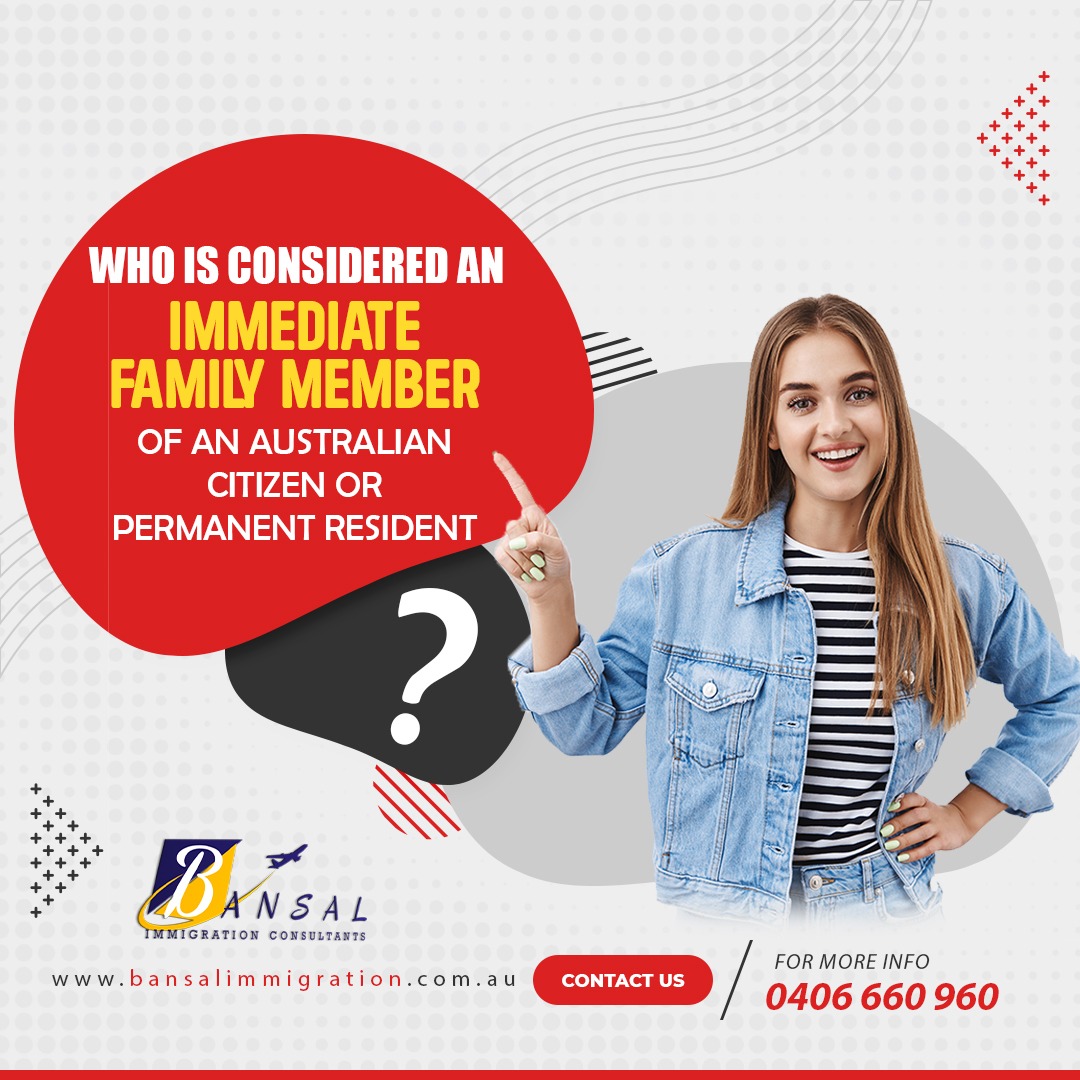 WHO IS CONSIDERED AN
IMMEDIATE
FAMILY MEMBER
OF AN AUSTRALIAN
CITIZEN OR
PERMANENT RESIDENT
?
BANSAL
IMMIGRATION CONSULTANTS
www.bansalimmigration.com.au
CONTACT US
FOR MORE INFO
0406 660 960